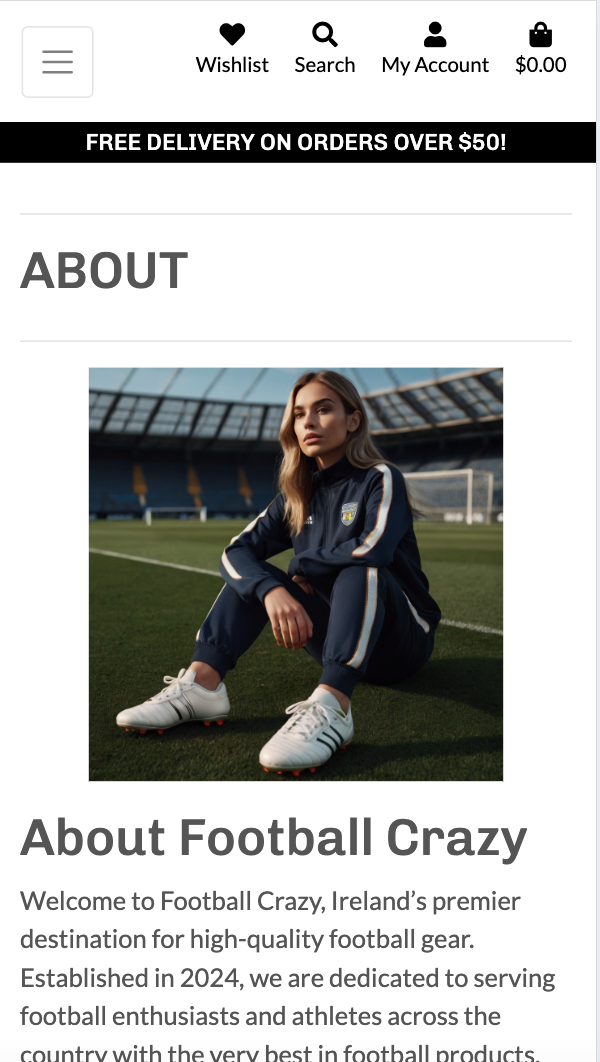 Wishlist Search My Account $0.00
FREE DELIVERY ON ORDERS OVER $50!
ABOUT
About Football Crazy
Welcome to Football Crazy, Ireland’s premier
destination for high-quality football gear.
Established in 2024, we are dedicated to serving
football enthusiasts and athletes across the
country with the very best in football products.